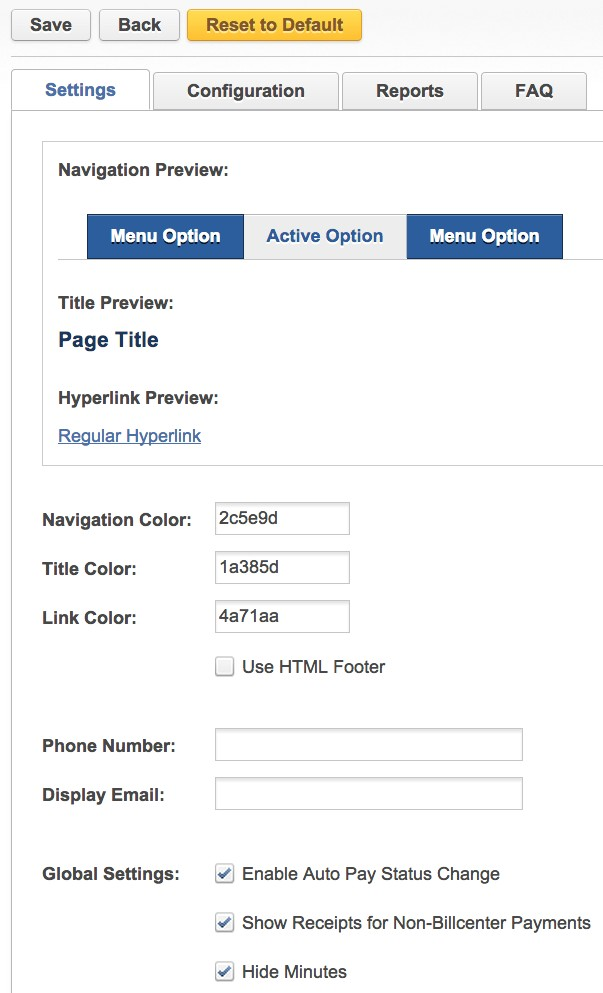 Save Back Reset to Default
Settings Configuration Reports FAQ
Navigation Preview:
Menu Option Active Option Menu Option
Title Preview:
Page Title
Hyperlink Preview:
Regular Hyperlink
Navigation Color: 2c5e9d
Title Color: 1a385d
Link Color: 4a71aa
Use HTML Footer
Phone Number:
Display Email:
Global Settings: Enable Auto Pay Status Change
Show Receipts for Non-Billcenter Payments
Hide Minutes